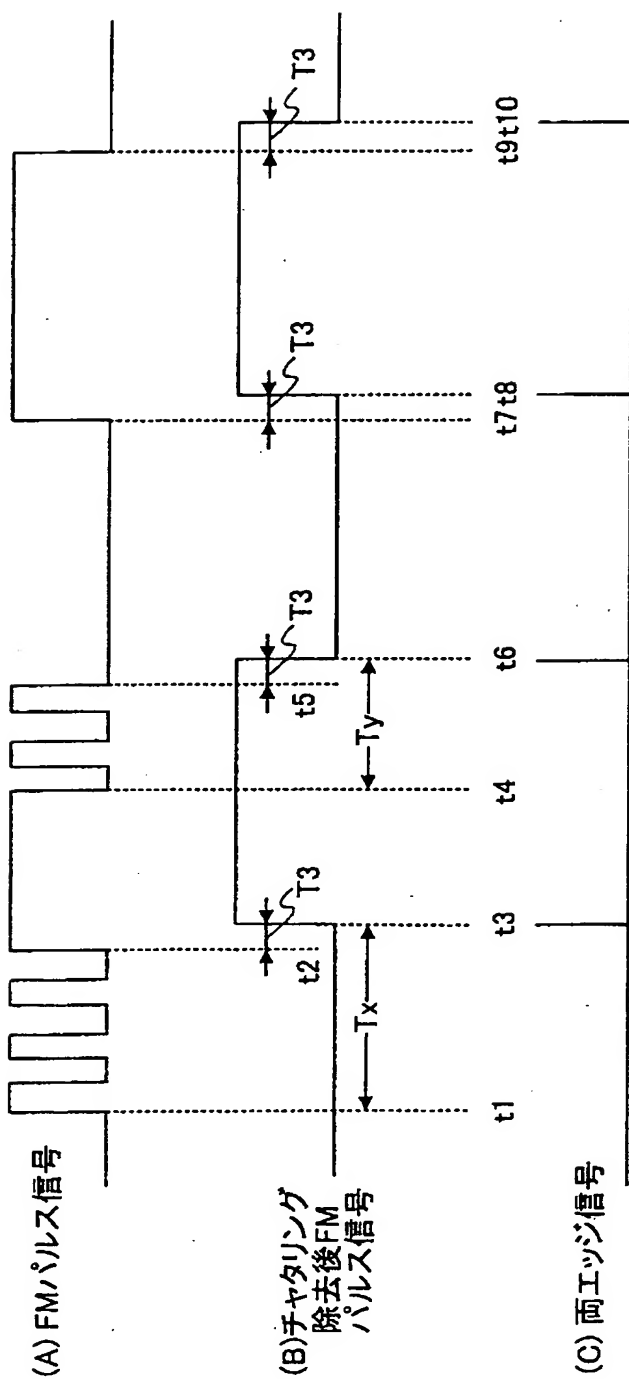 (A) FMパルス信号
(B)チャタリング
除去後FM
パルス信号
T3
T3
T3
T3
t2
t5
Tx
Ty
t1
t3
t4
t6
t7t8
t9t10
(C) 両エッジ信号